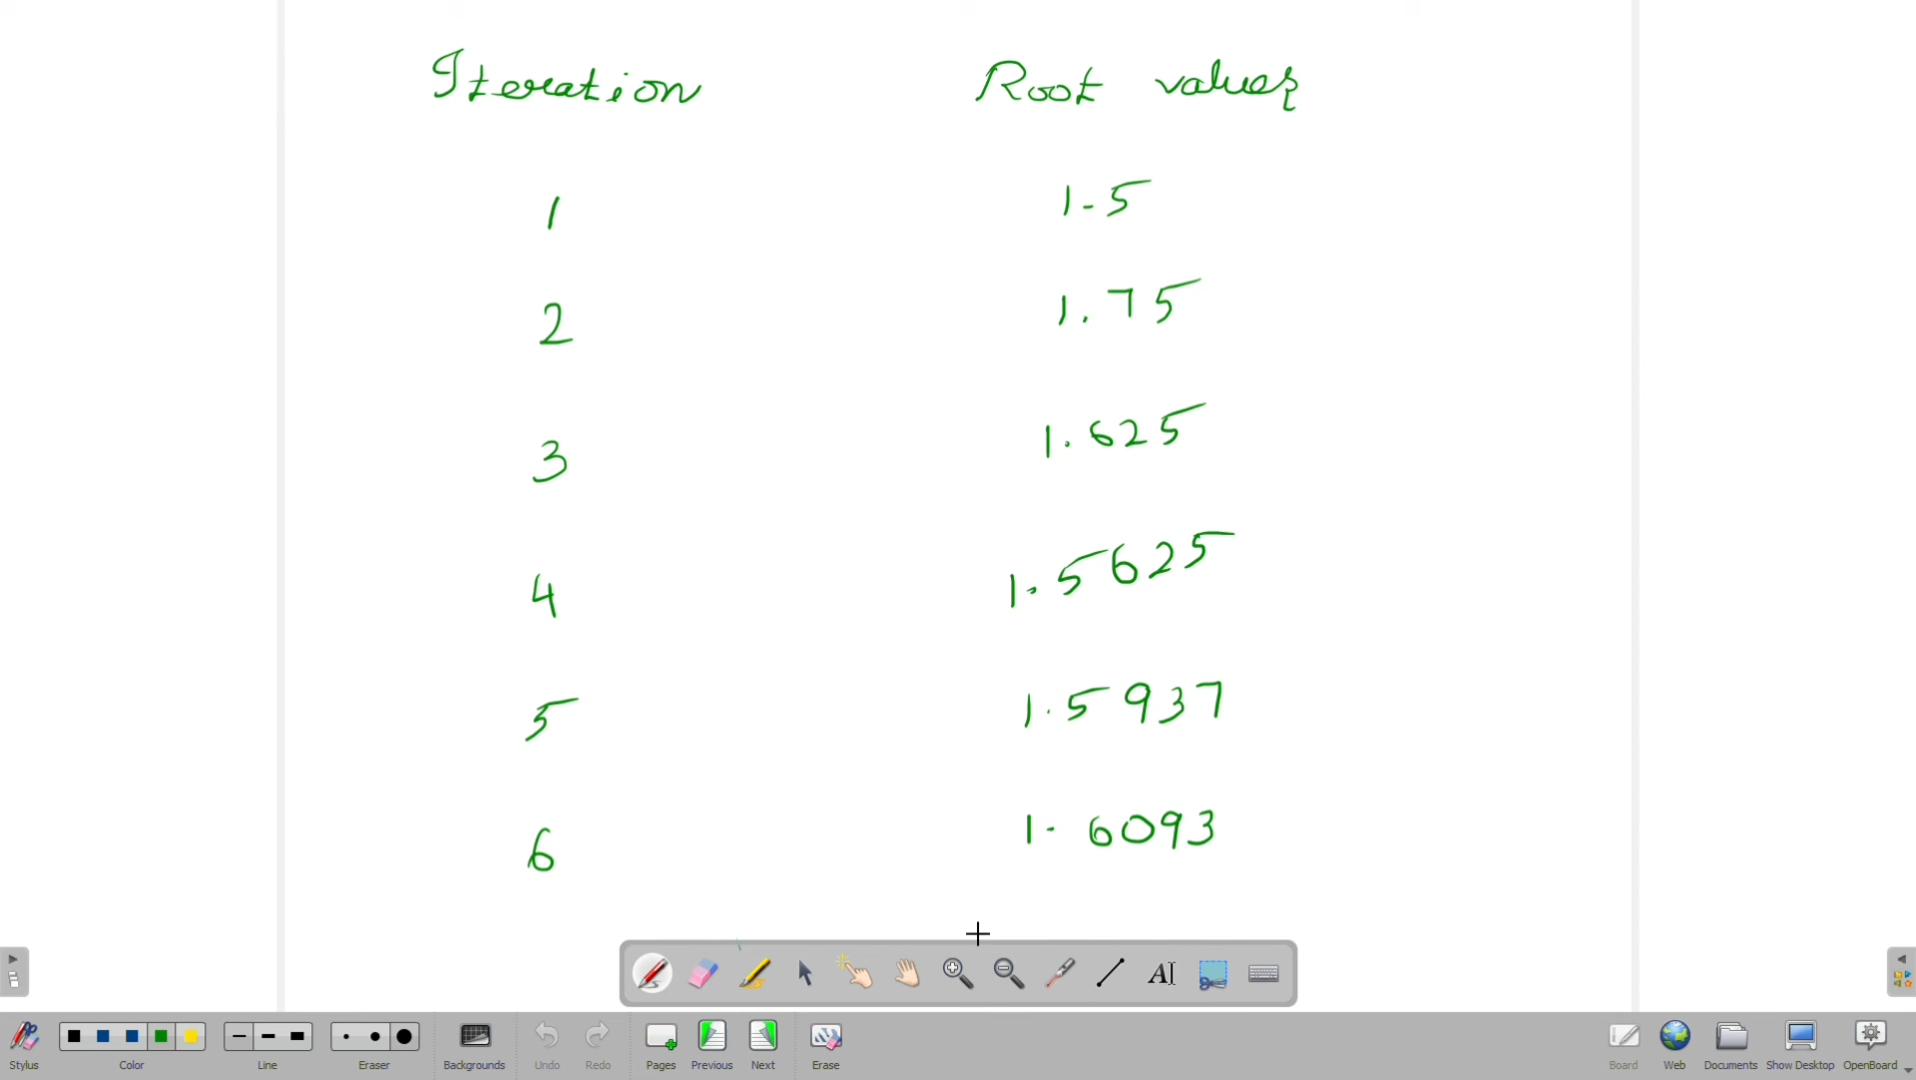 Iteration Root values
1 1.5
2 1.75
3 1.625
4 1.5625
5 1.5937
6 1.6093
AI
Stylus Color Line Eraser Backgrounds Undo Redo Pages Previous Next Erase Board Web Documents Show Desktop OpenBoard